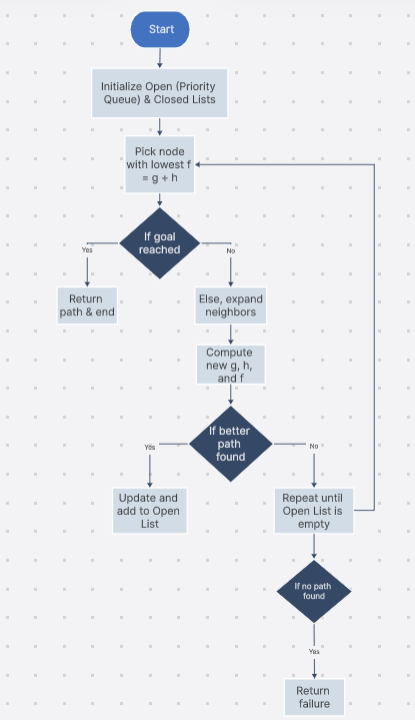 Start
Initialize Open (Priority
Queue) & Closed Lists
Pick node
with lowest f
= g + h
If goal
reached
Yes
No
Return
path & end
Else, expand
neighbors
Compute
new g, h,
and f
If better
path
found
Yes
No
Update and
add to Open
List
Repeat until
Open List is
empty
If no path
found
Yes
Return
failure